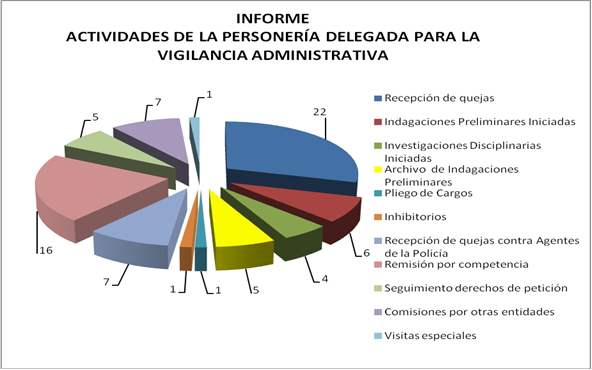 INFORME
ACTIVIDADES DE LA PERSONERÍA DELEGADA PARA LA
VIGILANCIA ADMINISTRATIVA
1
7
5
22
16
7
1
1
5
4
6
Recepción de quejas
Indagaciones Preliminares Iniciadas
Investigaciones Disciplinarias
Iniciadas
Archivo de Indagaciones
Preliminares
Pliego de Cargos
Inhibitorios
Recepción de quejas contra Agentes
de la Policía
Remisión por competencia
Seguimiento derechos de petición
Comisiones por otras entidades
Visitas especiales